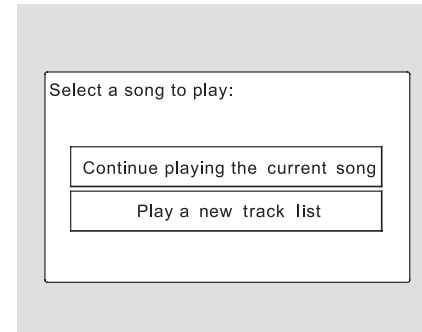 Select a song to play:
Continue playing the current song
Play a new track list